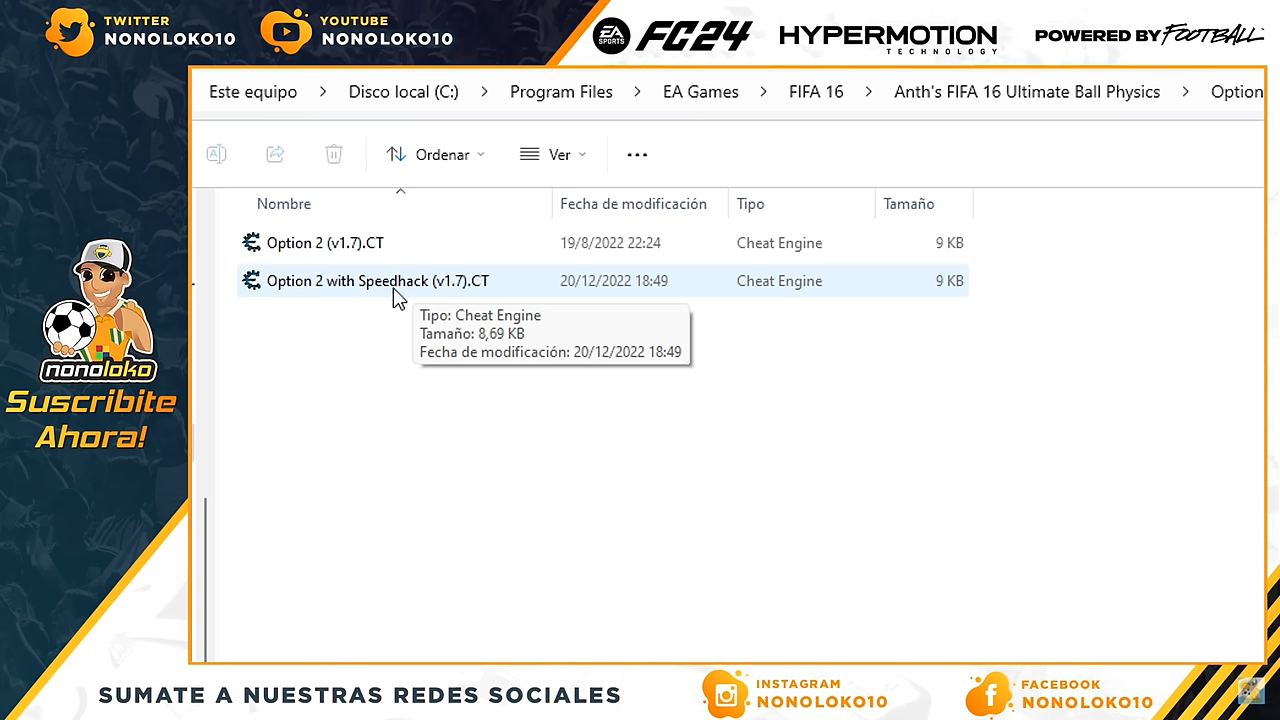 TWITTER
NONOLOKO10
YOUTUBE
NONOLOKO10
EA SPORTS FC24
HYPERMOTION
TECHNOLOGY
POWERED BY FOOTBALL
Este equipo > Disco local (C:) > Program Files > EA Games > FIFA 16 > Anth's FIFA 16 Ultimate Ball Physics > Option
Ordenar Ver ...
Nombre Fecha de modificación Tipo Tamaño
Option 2 (v1.7).CT 19/8/2022 22:24 Cheat Engine 9 KB
Option 2 with Speedhack (v1.7).CT 20/12/2022 18:49 Cheat Engine 9 KB
Tipo: Cheat Engine
Tamaño: 8,69 KB
Fecha de modificación: 20/12/2022 18:49
nonoloko
Suscribite
Ahora!
SUMATE A NUESTRAS REDES SOCIALES
INSTAGRAM
NONOLOKO10
FACEBOOK
NONOLOKO10